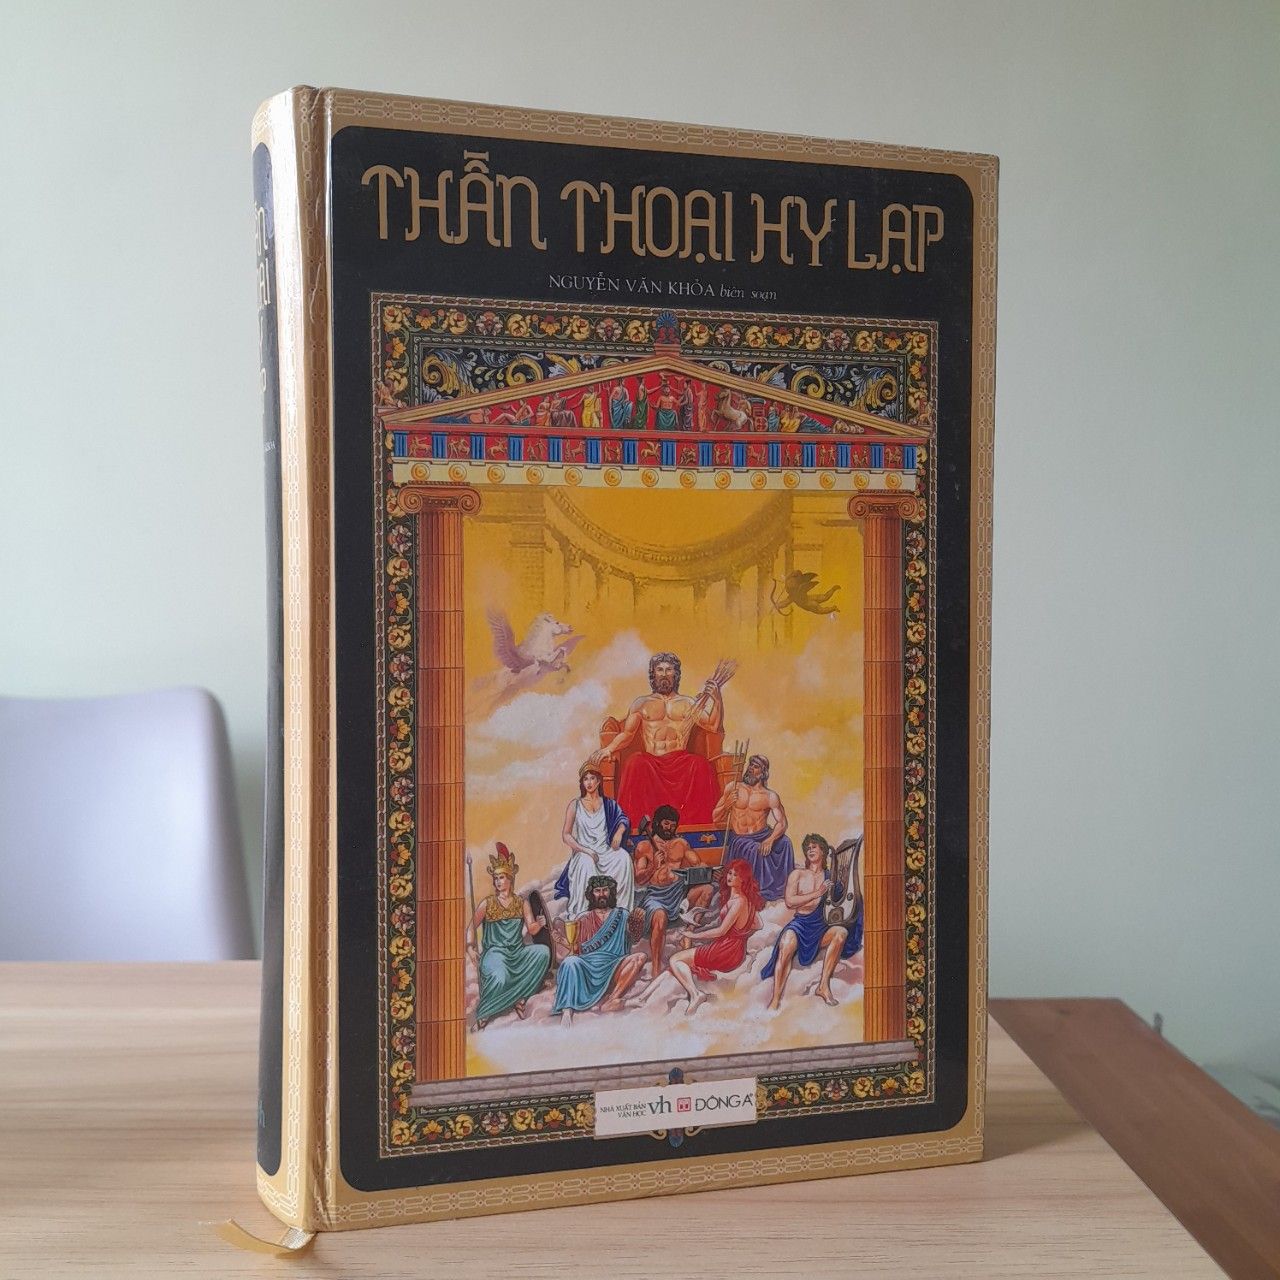 THẦN THOẠI HY LẠP
NGUYỄN VĂN KHỎA biên soạn
NHÀ XUẤT BẢN
VĂN HỌC
vh
ĐÔNG A